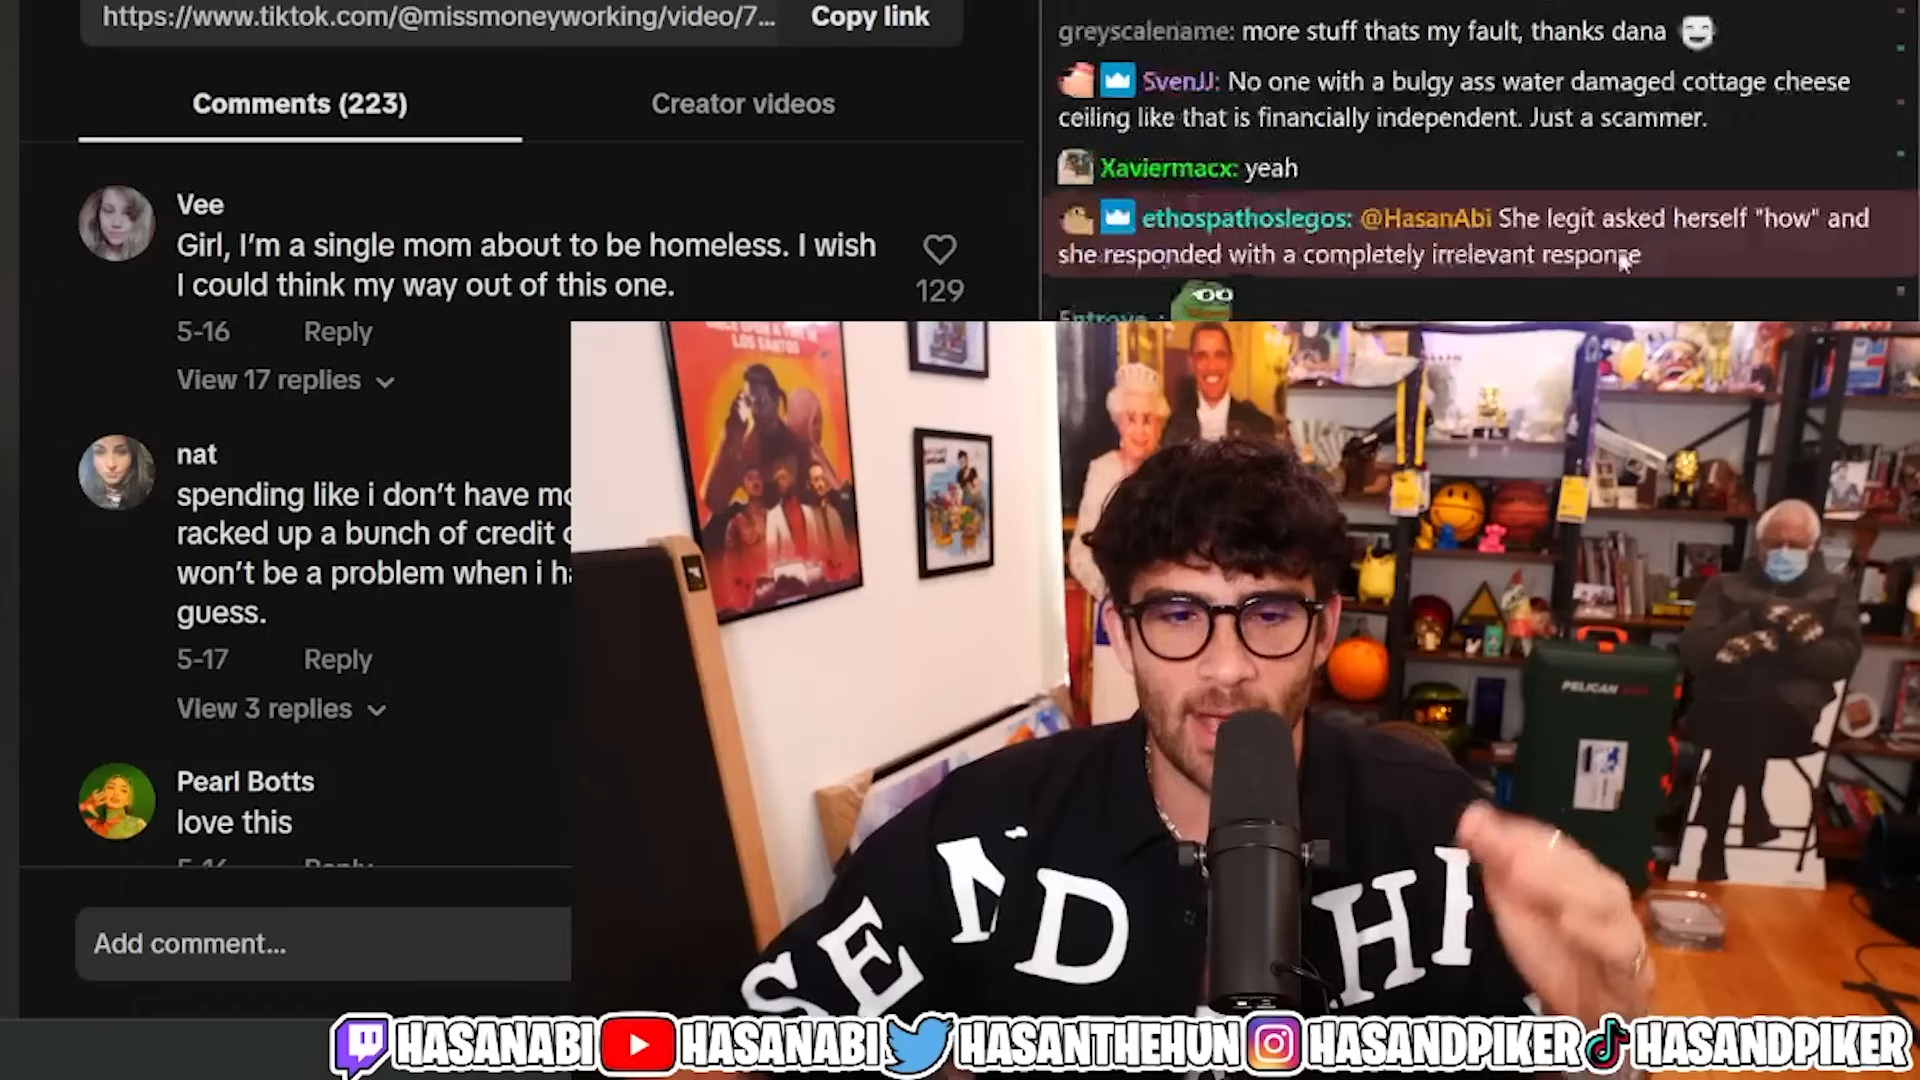 https://www.tiktok.com/@missmoneyworking/video/7...
Copy link
Comments (223)
Creator videos
Vee
Girl, I'm a single mom about to be homeless. I wish
I could think my way out of this one.
129
5-16
Reply
View 17 replies
nat
spending like i don't have
racked up a bunch of credit
won't be a problem when i
guess.
5-17
Reply
View 3 replies
Pearl Botts
love this
5-16
Reply
Add comment...
greyscalename: more stuff thats my fault, thanks dana
SvenJJ: No one with a bulgy ass water damaged cottage cheese
ceiling like that is financially independent. Just a scammer.
Xaviermacx: yeah
ethospathoslegos: @HasanAbi She legit asked herself "how" and
she responded with a completely irrelevant response
LOS SANTOS
PELICAN
SEND
HASANABI
HASANABI
HASANTHEHUN
HASANDPIKER
HASANDPIKER